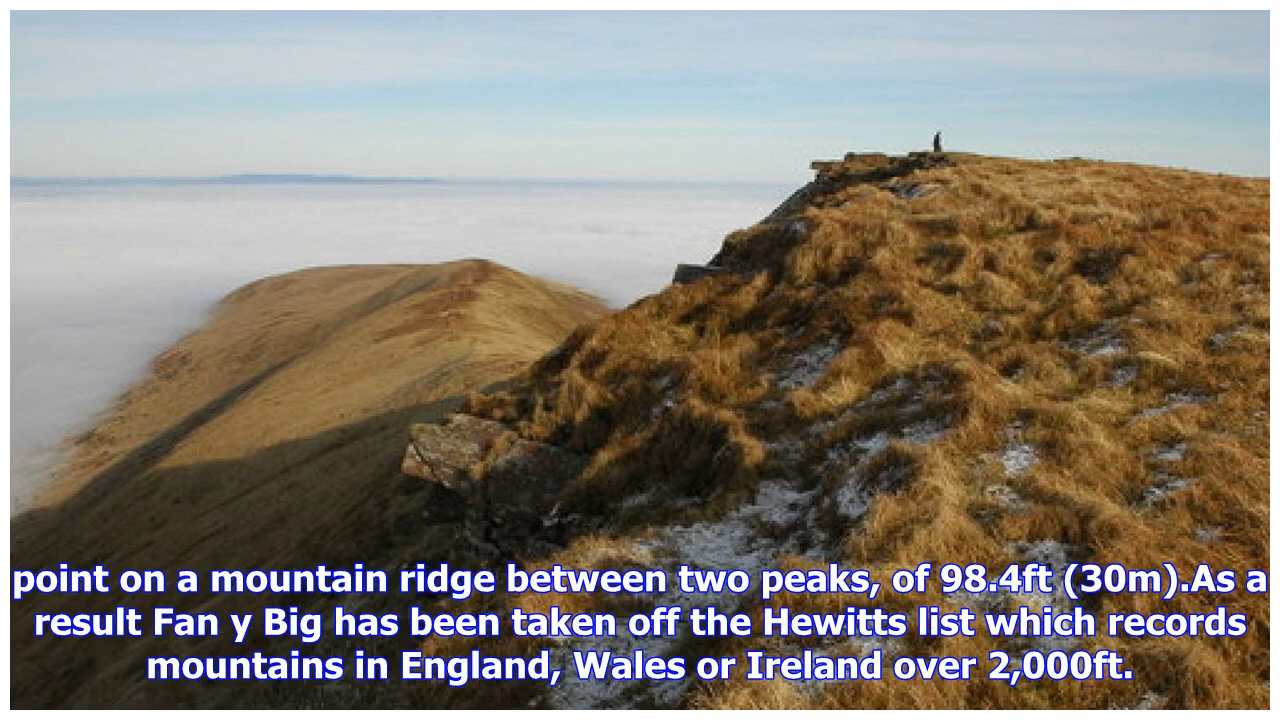 point on a mountain ridge between two peaks, of 98.4ft (30m).As a
result Fan y Big has been taken off the Hewitts list which records
mountains in England, Wales or Ireland over 2,000ft.